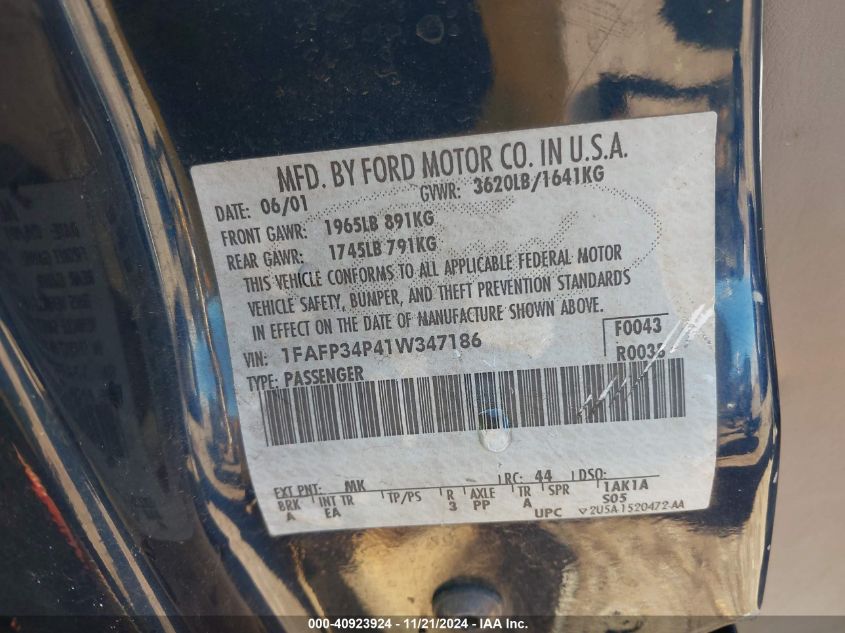 MFD. BY FORD MOTOR CO. IN U.S.A.
DATE: 06/01 GVWR: 3620LB/1641KG
FRONT GAWR: 1965LB 891KG
REAR GAWR: 1745LB 791KG
THIS VEHICLE CONFORMS TO ALL APPLICABLE FEDERAL MOTOR
VEHICLE SAFETY, BUMPER, AND THEFT PREVENTION STANDARDS
IN EFFECT ON THE DATE OF MANUFACTURE SHOWN ABOVE.
VIN: 1FAFP34P41W347186 F0043
TYPE: PASSENGER R0035
EXT PNT: MK RC: 44 DSO:
BRK INT TR TP/PS R AXLE TR SPR 1AK1A
A EA 3 PP A S05
UPC ▽2U5A-1520472-AA
000-40923924 - 11/21/2024 - IAAI.com